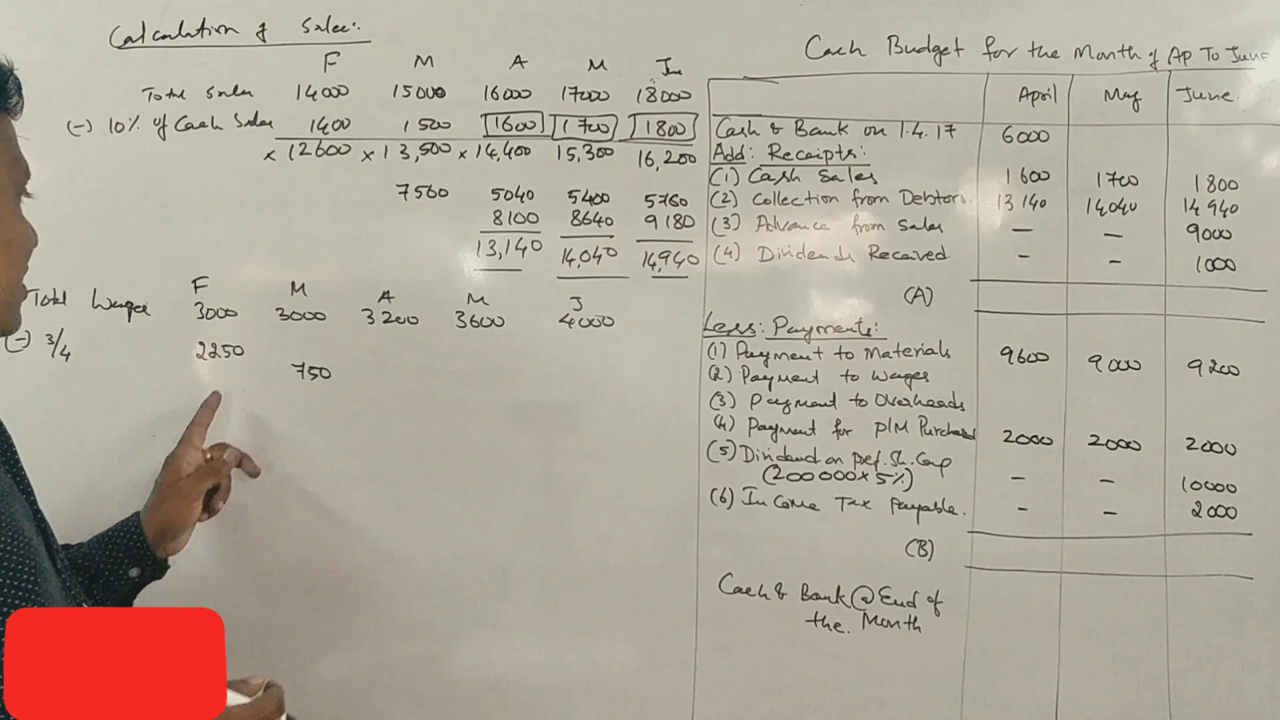 Calculation of Sales:
F M A M June
Total Sales 14000 15000 16000 17000 18000
(-) 10% of Cash Sales 1400 1500 1600 1700 1800
× 12600 × 13,500 × 14,400 15,300 16,200
7560 5040 5400 5760
8100 8640 9180
13,140 14,040 14,940
F M A M J
Total Wages 3000 3000 3200 3600 4000
(-) 3/4 2250
750
Cash Budget for the Month of Ap To June
April May June
Cash & Bank on 1.4.17 6000
Add: Receipts:
(1) Cash Sales 1600 1700 1800
(2) Collection from Debtors. 13140 14040 14940
(3) Advance from Sales — — 9000
(4) Dividends Received - - 1000
(A)
Less: Payments:
(1) Payment to Materials 9600 9000 9200
(2) Payment to Wages
(3) Payment to Overheads
(4) Payment for P/M Purchased 2000 2000 2000
(5) Dividend on Pref. Sh. Cap
(200000 × 5%) - - 10000
(6) Income Tax Payable. - - 2000
(B)
Cash & Bank @ End of
the Month